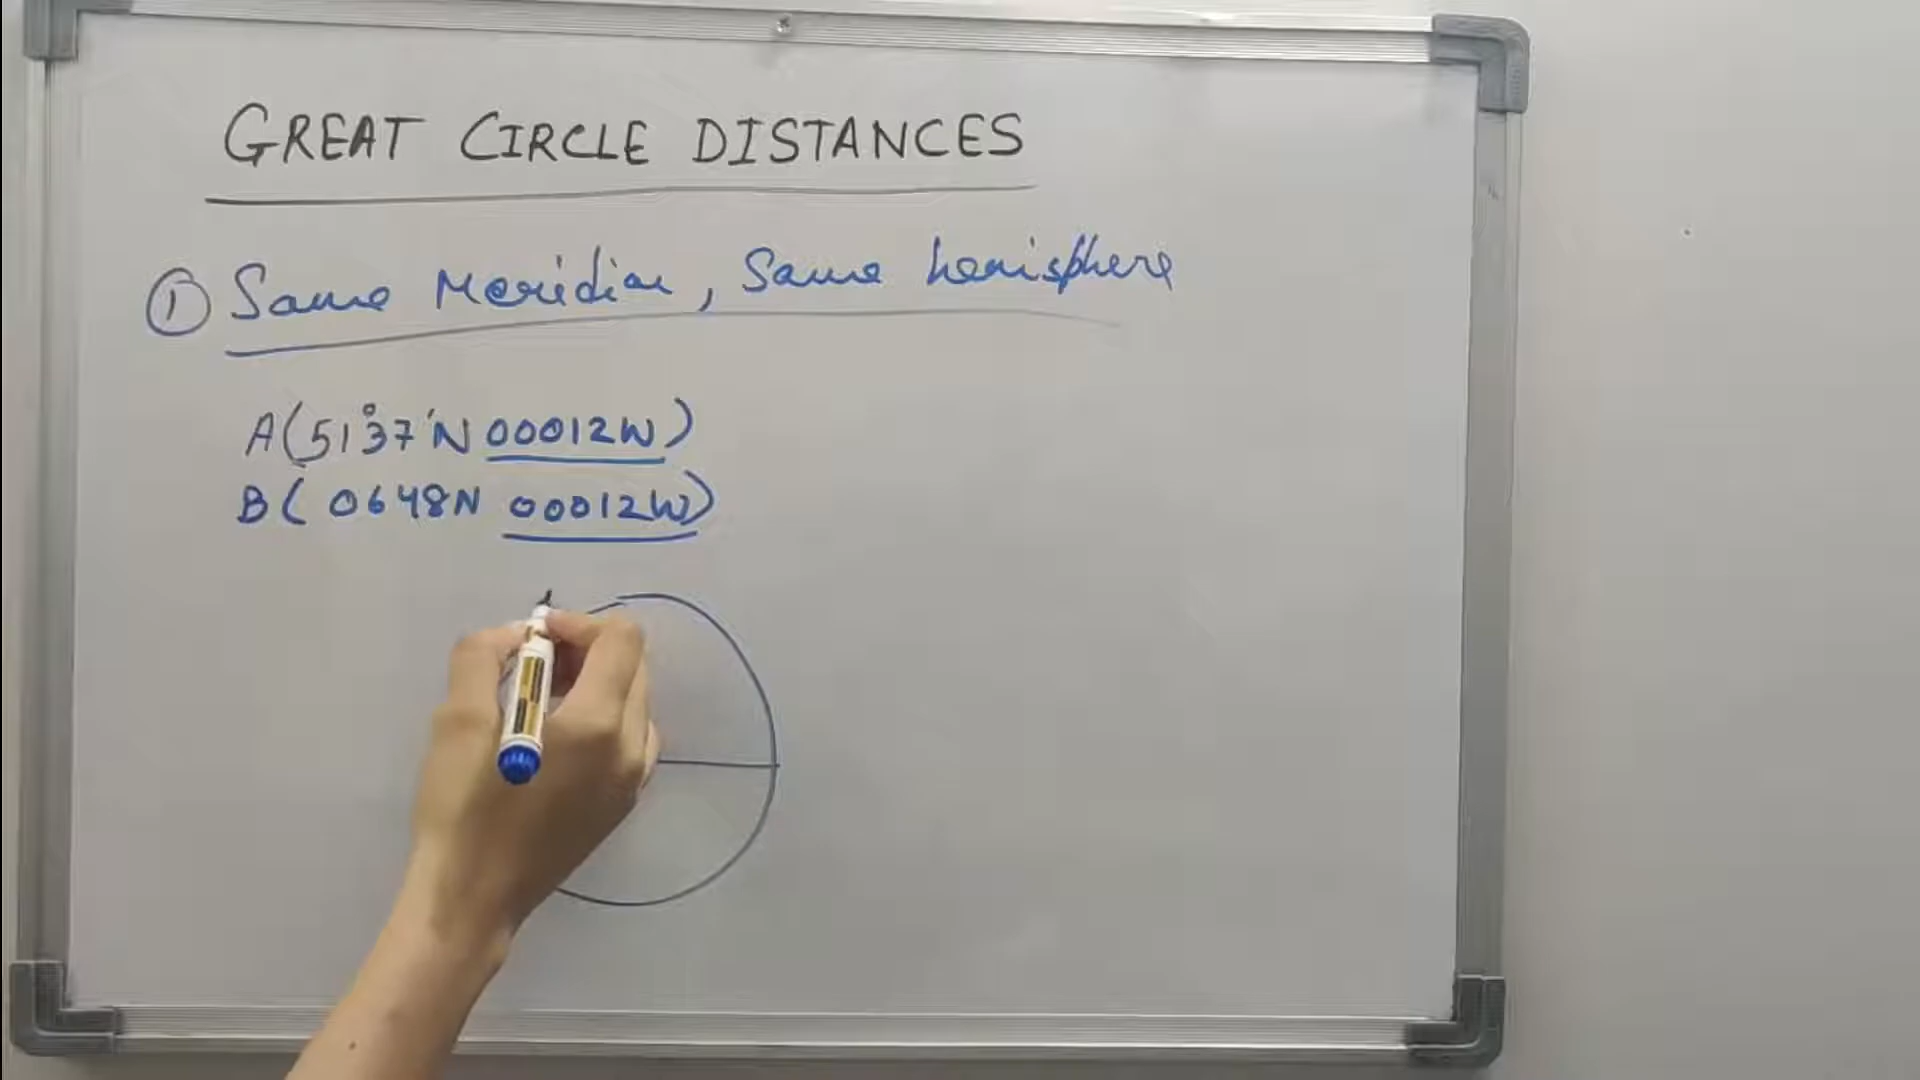 GREAT CIRCLE DISTANCES
① Same Meridian, Same hemisphere
A(51°37'N 00012W)
B( 0648N 00012W)